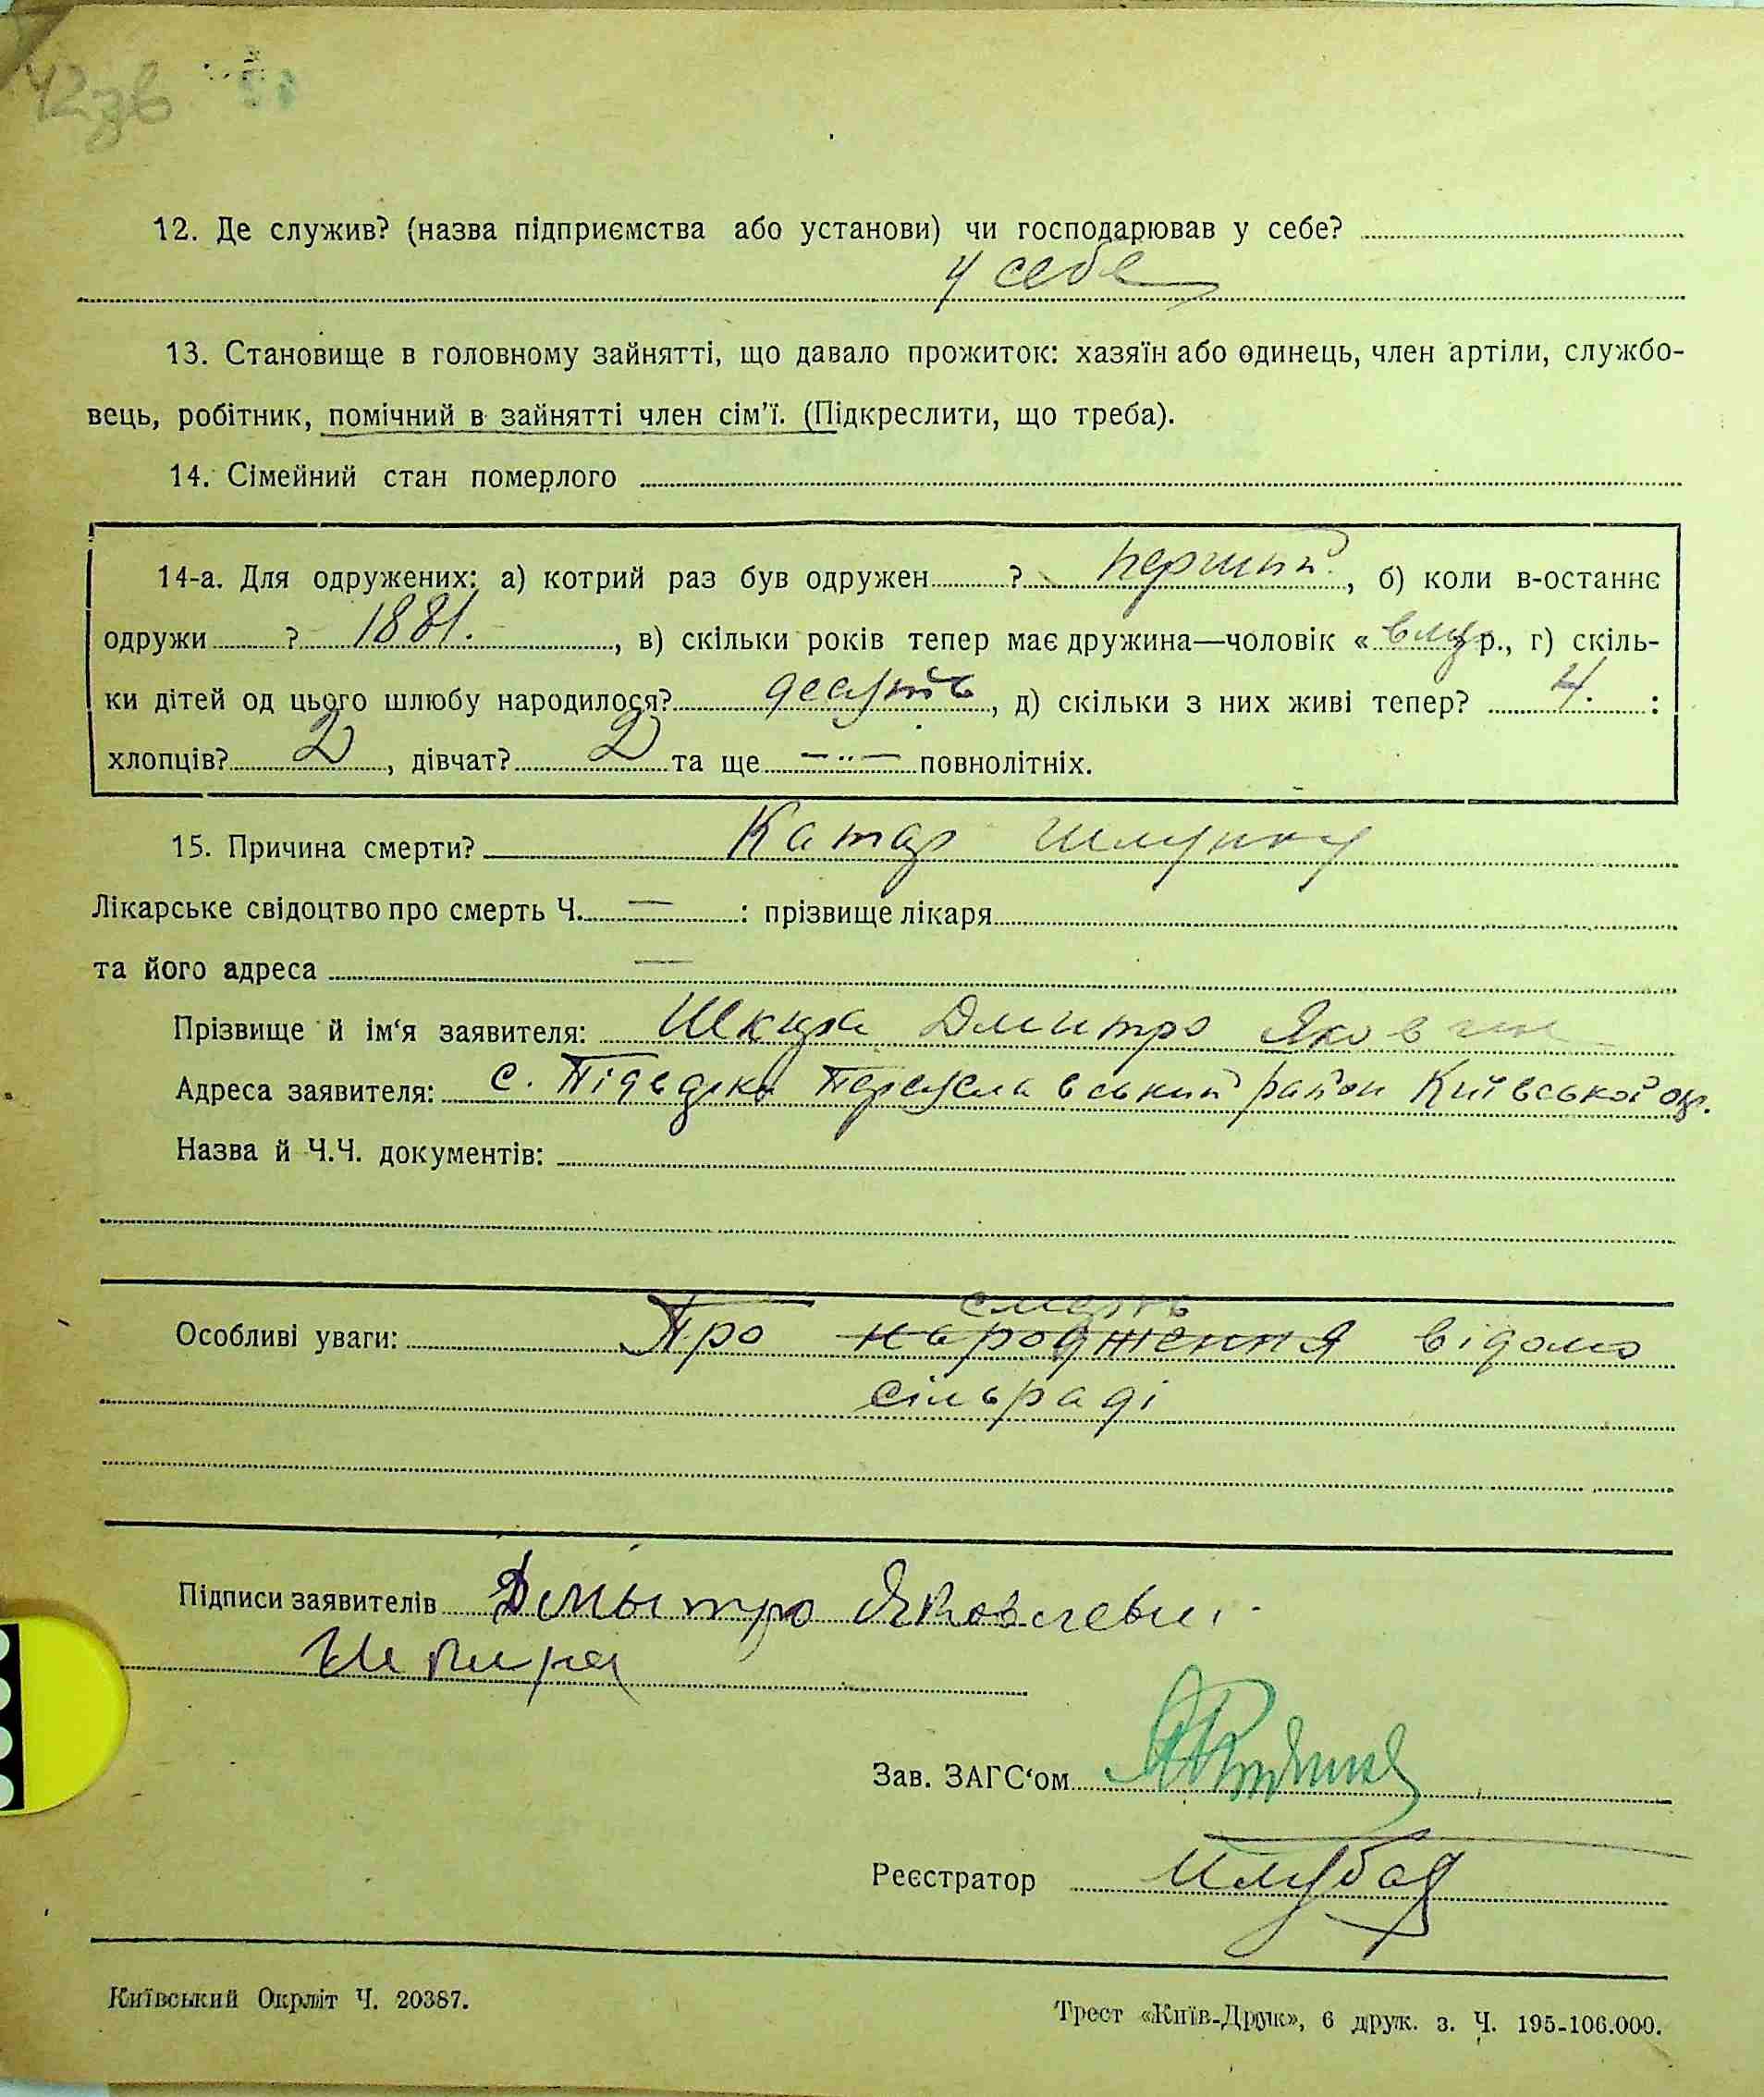 42зв
12. Де служив? (назва підприємства або установи) чи господарював у себе?
у себе
13. Становище в головному зайнятті, що давало прожиток: хазяїн або одинець, член артіли, службо-
вець, робітник, помічний в зайнятті член сім'ї. (Підкреслити, що треба).
14. Сімейний стан померлого
14-а. Для одружених: а) котрий раз був одружен ? перший, б) коли в-останнє
одружи ? 1881., в) скільки років тепер має дружина—чоловік « р., г) скіль-
ки дітей од цього шлюбу народилося? десять, д) скільки з них живі тепер? 4. :
хлопців? 2, дівчат? 2 та ще — " — повнолітніх.
15. Причина смерти? Катар шлунку
Лікарське свідоцтво про смерть Ч. — : прізвище лікаря
та його адреса —
Прізвище й ім'я заявителя: Шкира Дмитро Якович
Адреса заявителя: с. Переяславський район Київської окр.
Назва й Ч.Ч. документів:
смерть
Особливі уваги: Про народження відомо
сільраді
Підписи заявителів Дмытро Яковлевич
Шкира
Зав. ЗАГС'ом
Реєстратор
Київський Окрліт Ч. 20387.
Трест «Київ-Друк», 6 друк. з. Ч. 195-106.000.